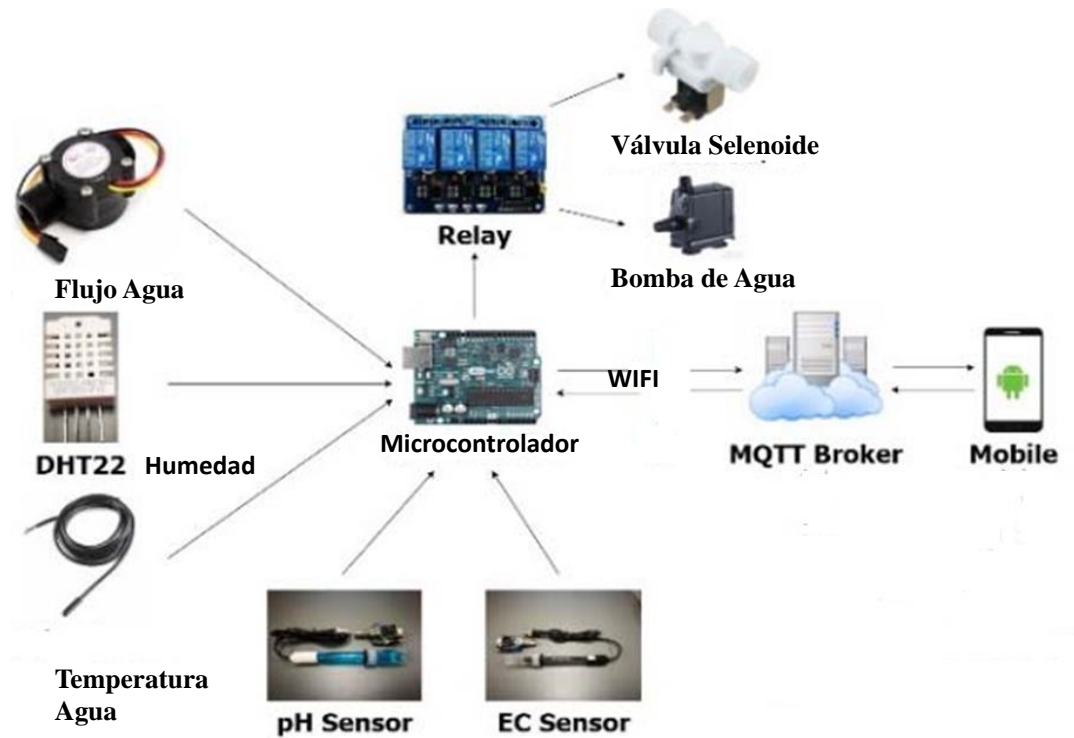 Válvula Selenoide
Relay
Bomba de Agua
Flujo Agua
WIFI
Microcontrolador
MQTT Broker
Mobile
DHT22 Humedad
Temperatura
Agua
pH Sensor
EC Sensor